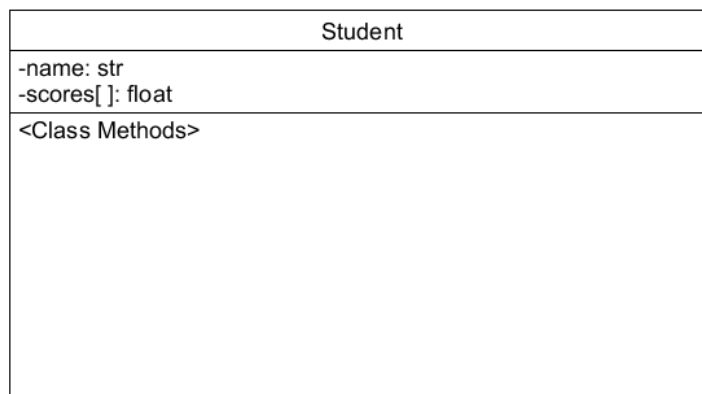 Student
-name: str
-scores[ ]: float
<Class Methods>